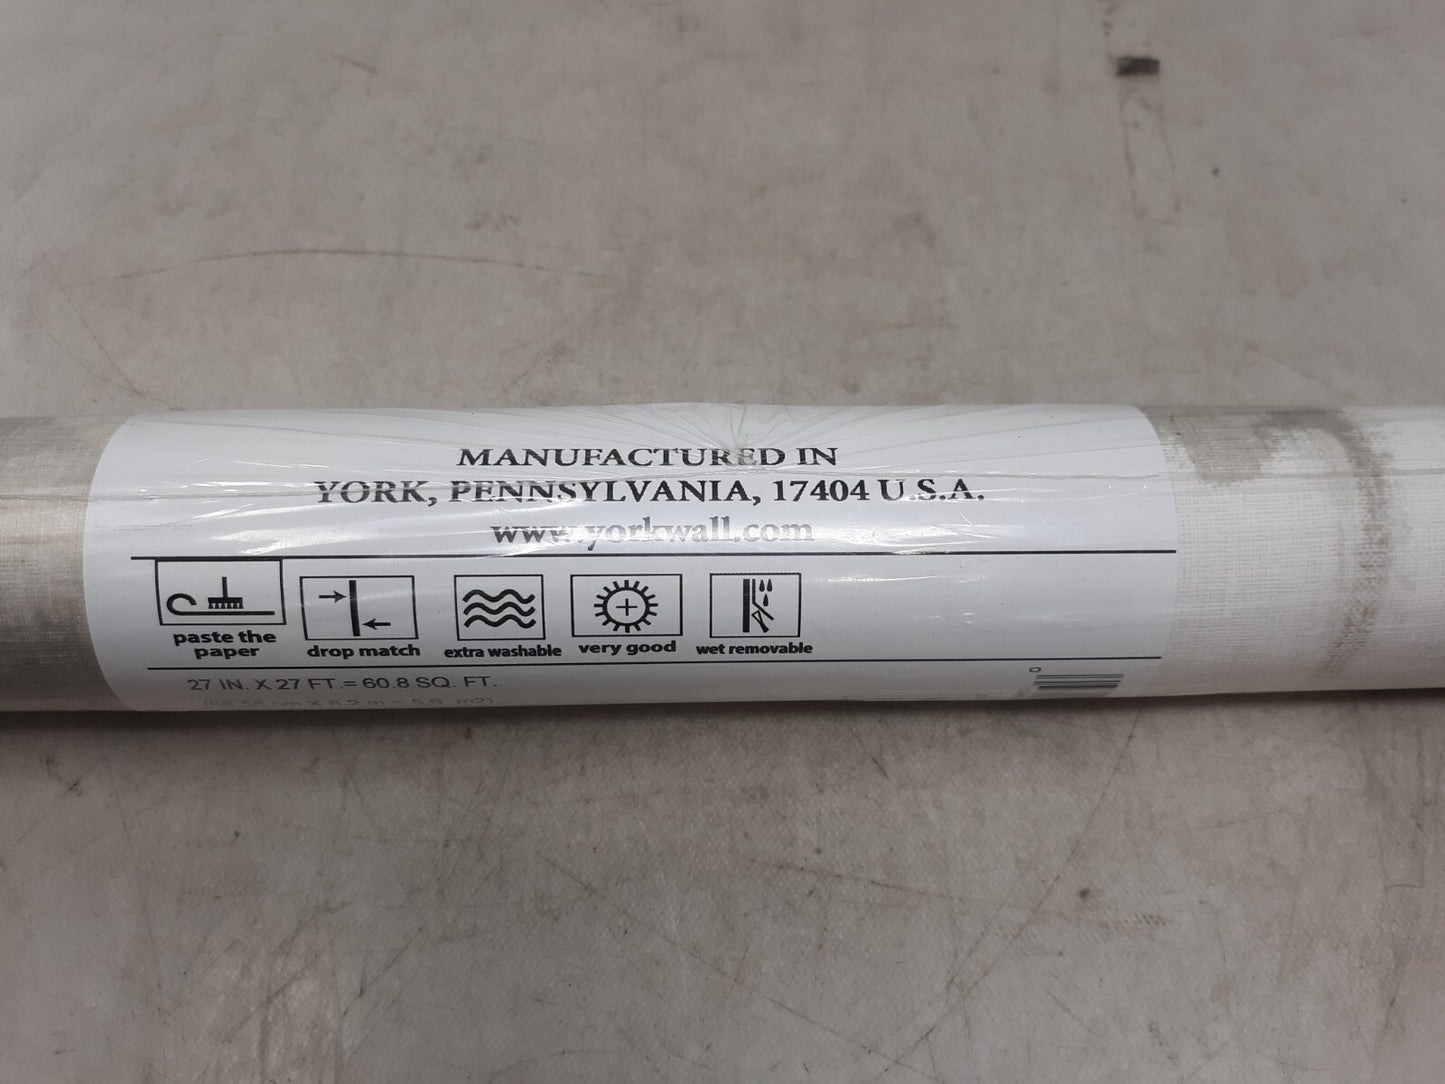 MANUFACTURED IN
YORK, PENNSYLVANIA, 17404 U.S.A.
www.yorkwall.com
paste the
paper
drop match
extra washable
very good
wet removable
27 IN. X 27 FT.= 60.8 SQ. FT.
0